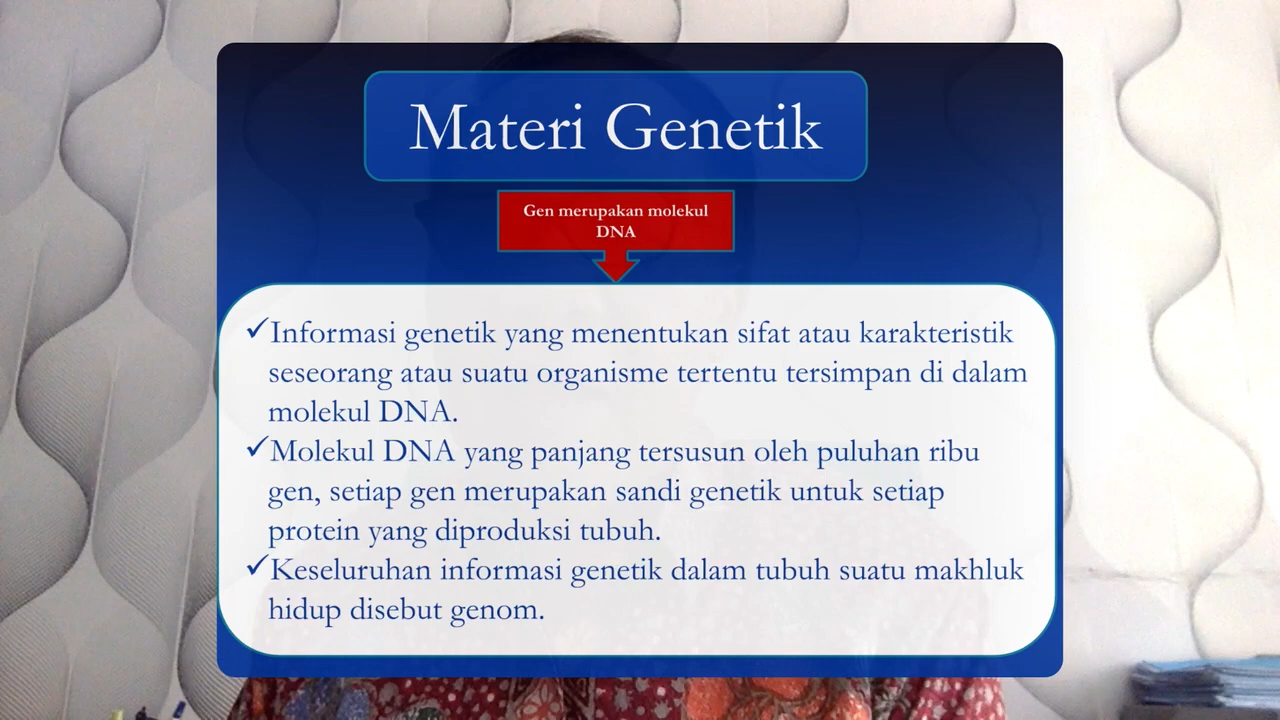 Materi Genetik
Gen merupakan molekul
DNA
✓Informasi genetik yang menentukan sifat atau karakteristik
seseorang atau suatu organisme tertentu tersimpan di dalam
molekul DNA.
✓Molekul DNA yang panjang tersusun oleh puluhan ribu
gen, setiap gen merupakan sandi genetik untuk setiap
protein yang diproduksi tubuh.
✓Keseluruhan informasi genetik dalam tubuh suatu makhluk
hidup disebut genom.